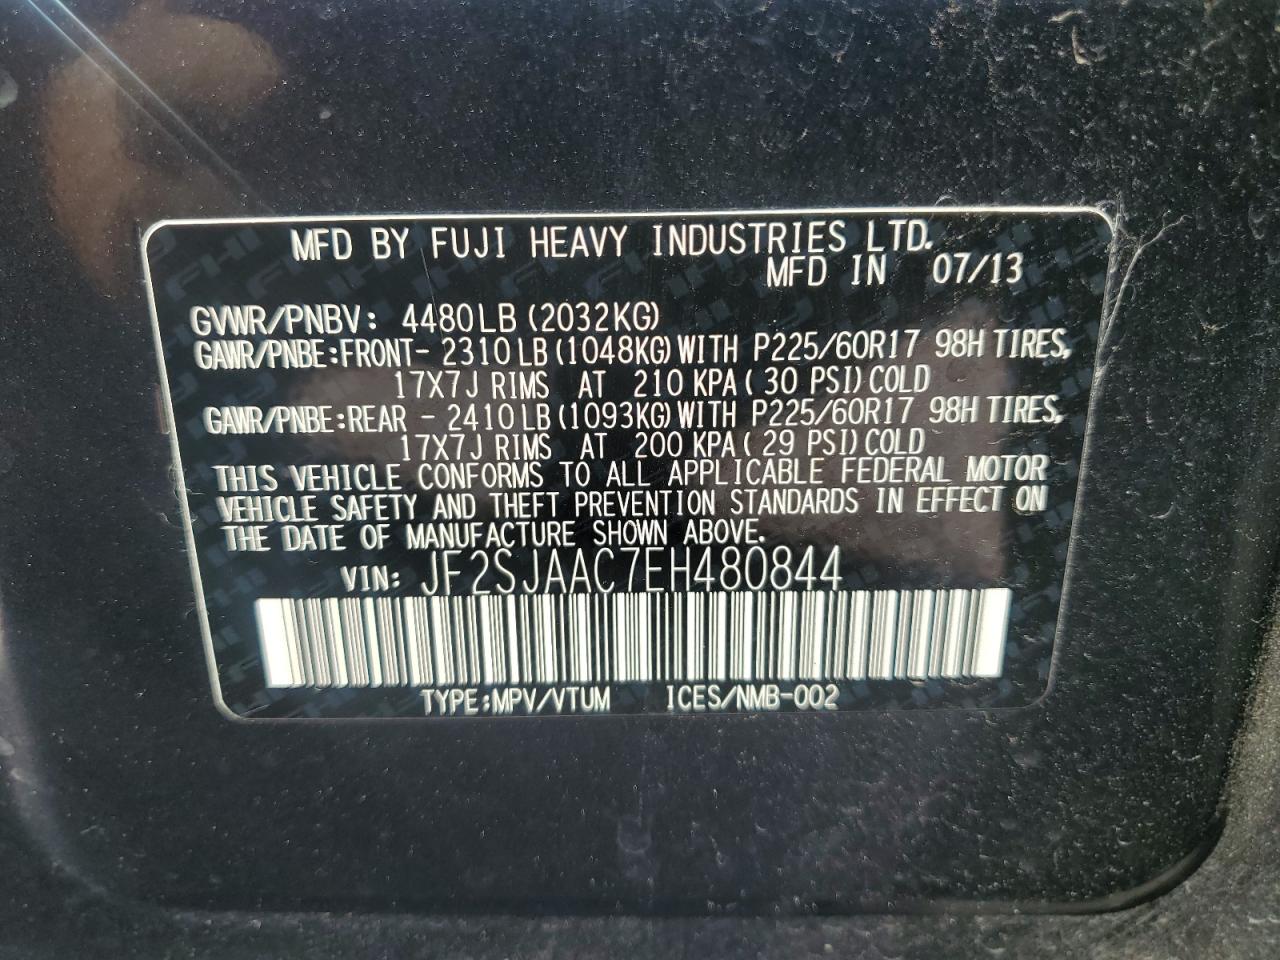 MFD BY FUJI HEAVY INDUSTRIES LTD.
MFD IN 07/13
GVWR/PNBV: 4480LB (2032KG)
GAWR/PNBE:FRONT- 2310 LB (1048KG) WITH P225/60R17 98H TIRES,
17X7J RIMS AT 210 KPA ( 30 PSI) COLD
GAWR/PNBE:REAR - 2410 LB (1093KG) WITH P225/60R17 98H TIRES,
17X7J RIMS AT 200 KPA ( 29 PSI) COLD
THIS VEHICLE CONFORMS TO ALL APPLICABLE FEDERAL MOTOR
VEHICLE SAFETY AND THEFT PREVENTION STANDARDS IN EFFECT ON
THE DATE OF MANUFACTURE SHOWN ABOVE.
VIN: JF2SJAAC7EH480844
TYPE:MPV/VTUM ICES/NMB-002